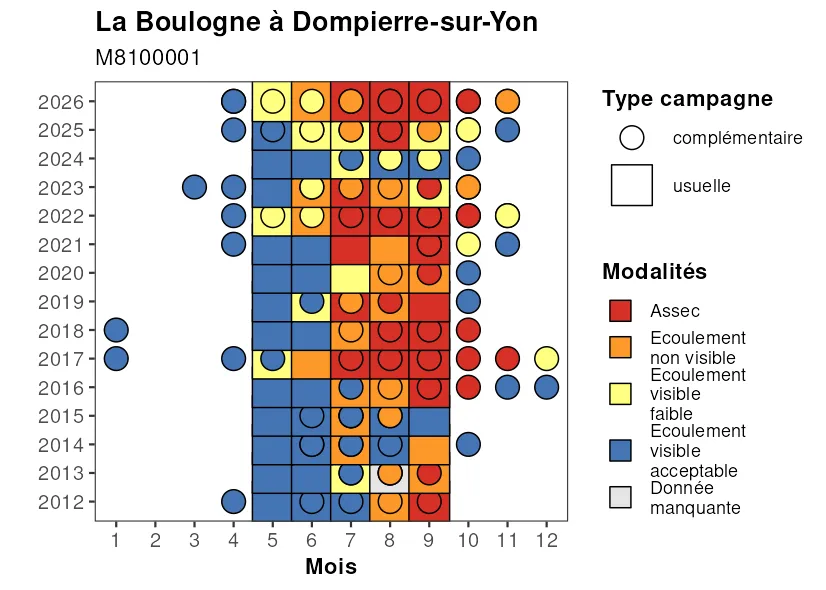 La Boulogne à Dompierre-sur-Yon
M8100001
2026
2025
2024
2023
2022
2021
2020
2019
2018
2017
2016
2015
2014
2013
2012
1 2 3 4 5 6 7 8 9 10 11 12
Mois
Type campagne
complémentaire
usuelle
Modalités
Assec
Ecoulement
non visible
Ecoulement
visible
faible
Ecoulement
visible
acceptable
Donnée
manquante